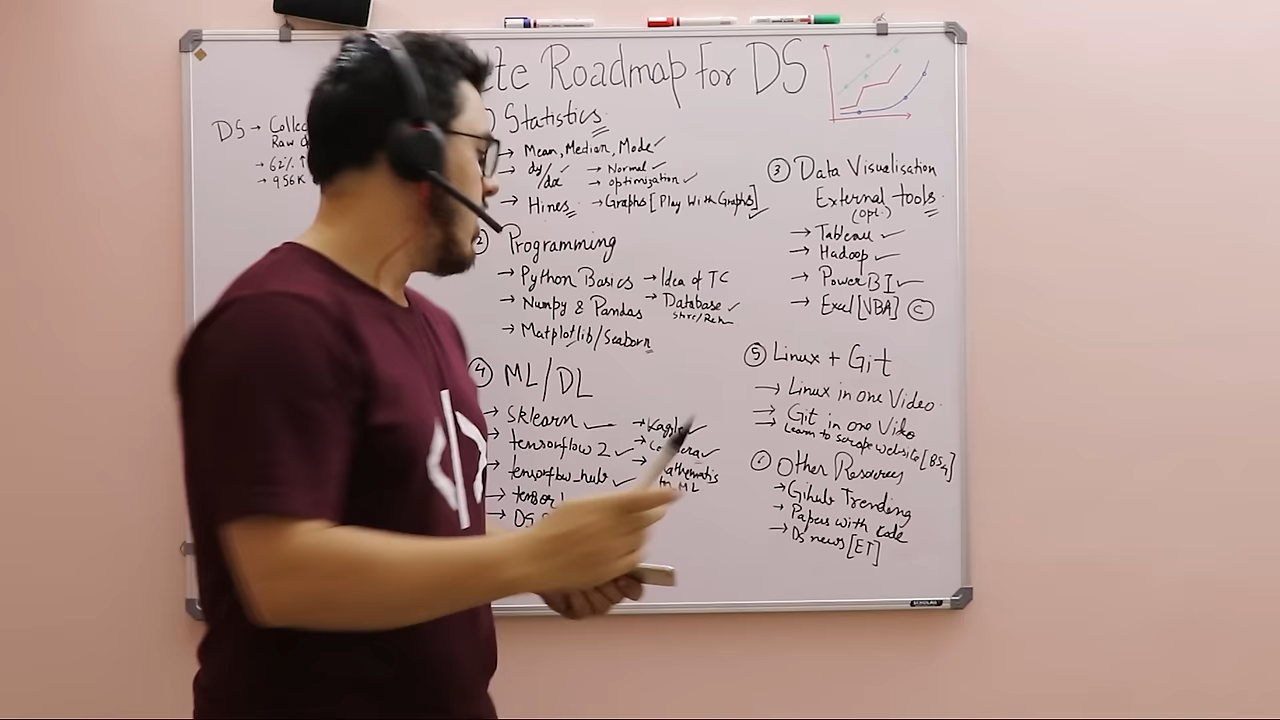 Roadmap for DS
DS → Collec
Raw
→ 62% ↑
→ 956K
Statistics
→ Mean, Median, Mode ✓
→ dy/dx ✓ → Normal ✓
→ optimization ✓
→ Hines → Graphs [Play With Graphs] ✓
2 Programming
→ Python Basics → Idea of TC
→ Numpy & Pandas → Database ✓
→ Matplotlib/Seaborn
3 Data Visualisation
External tools
(opt.)
→ Tableau ✓
→ Hadoop ✓
→ Power BI ✓
→ Excel [VBA] C
4 ML/DL
→ Sklearn ✓ → Kaggle ✓
→ tensorflow 2 ✓
→ tensorflow_hub ✓
→ DS
ML
5 Linux + Git
→ Linux in one Video
→ Git in one Video
→ Learn to scrape website [BS4]
6 Other Resources
→ Gihub Trending
→ Papers with code
→ DS news [ET]
SCHOLAR